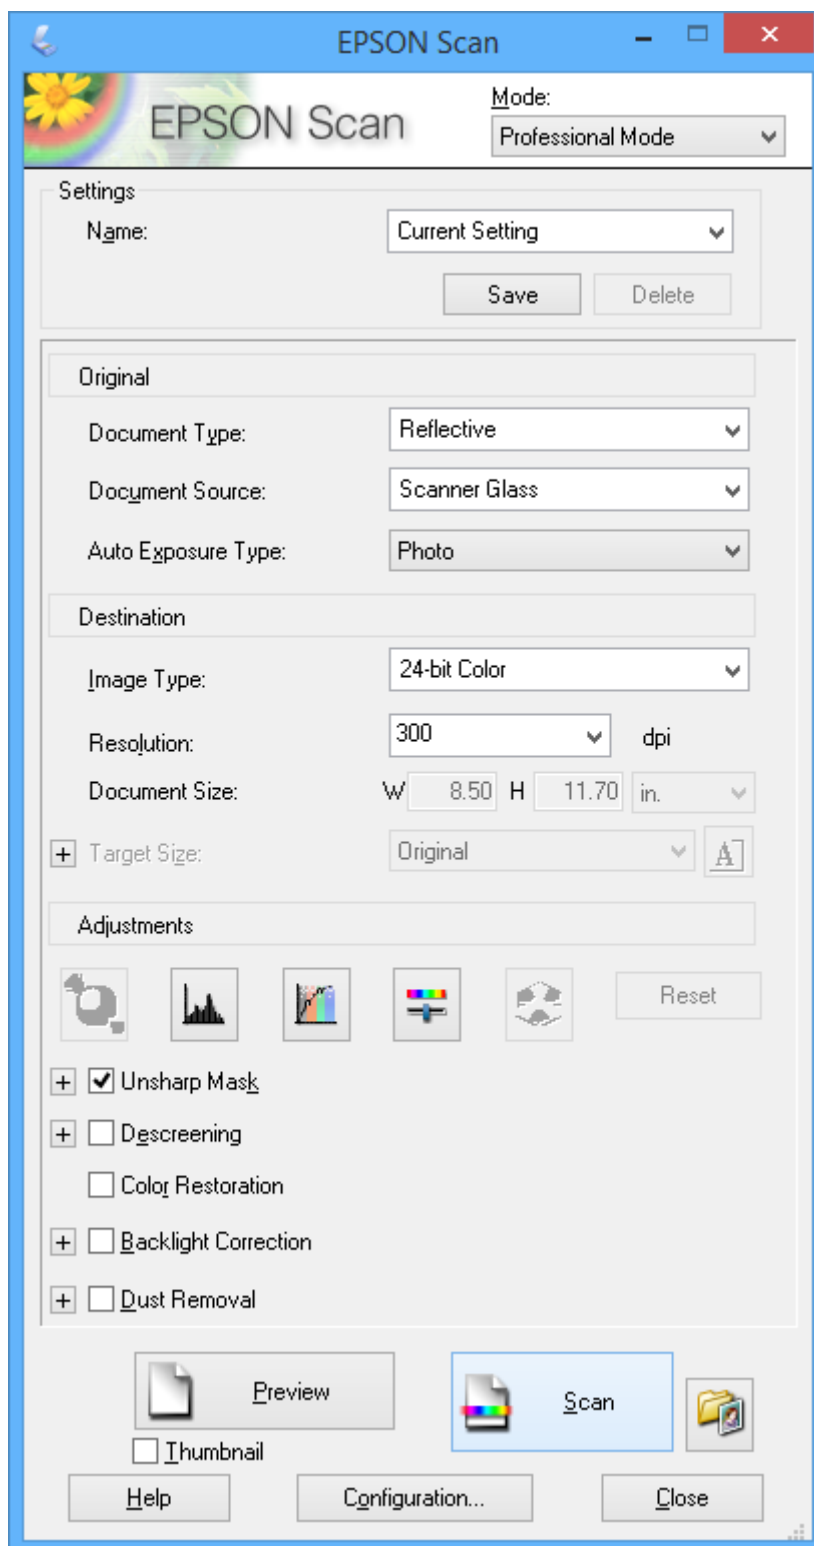 EPSON Scan
EPSON Scan
Mode:
Professional Mode
Settings
Name: Current Setting
Save Delete
Original
Document Type: Reflective
Document Source: Scanner Glass
Auto Exposure Type: Photo
Destination
Image Type: 24-bit Color
Resolution: 300 dpi
Document Size: W 8.50 H 11.70 in.
+ Target Size: Original A
Adjustments
Reset
+ Unsharp Mask
+ Descreening
Color Restoration
+ Backlight Correction
+ Dust Removal
Preview Scan
Thumbnail
Help Configuration... Close